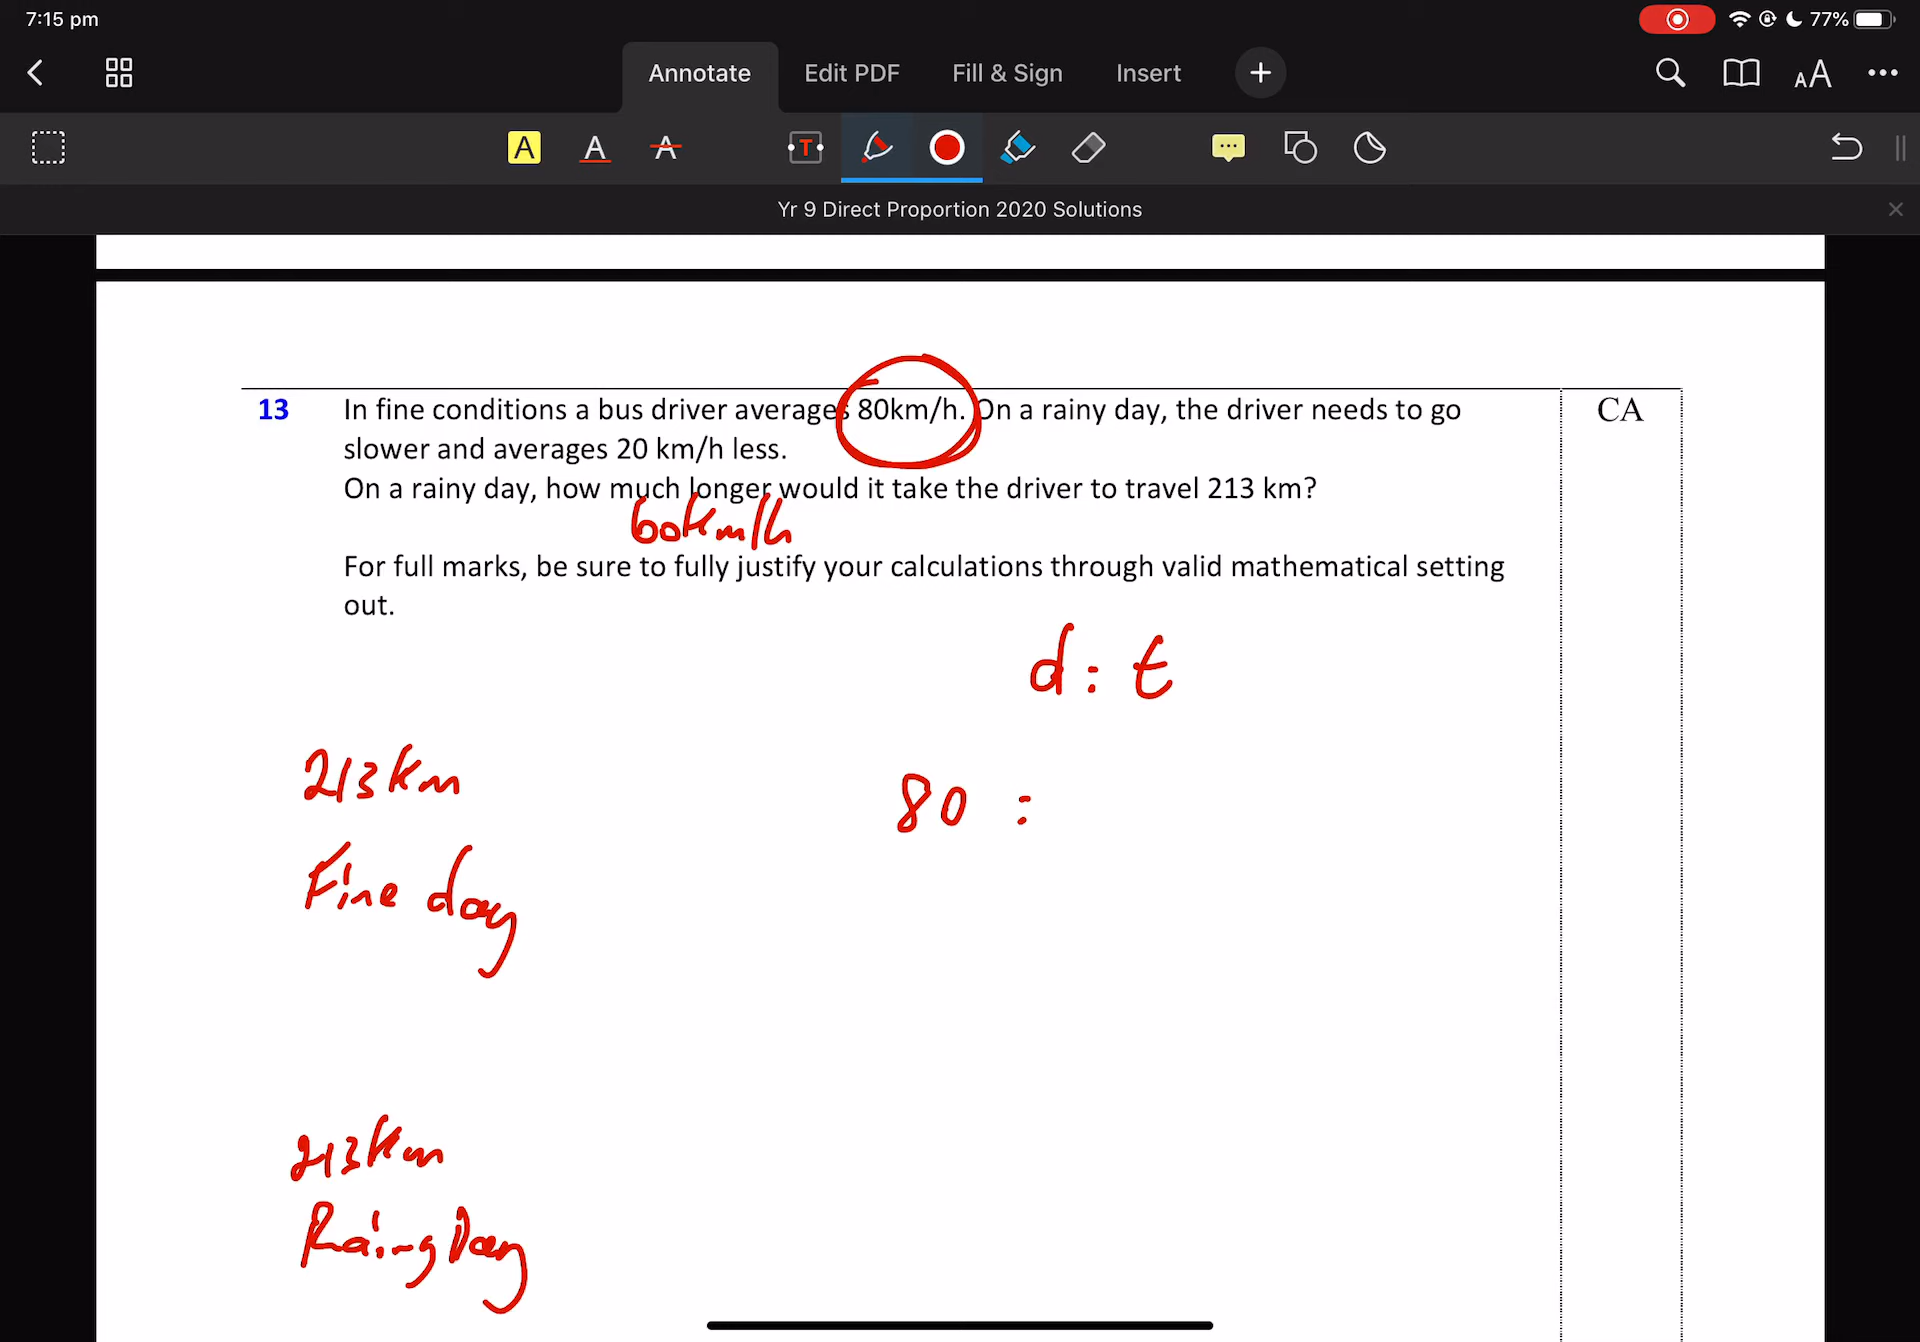 7:15 pm
77%
Annotate
Edit PDF
Fill & Sign
Insert
A
A
A
T
AA
Yr 9 Direct Proportion 2020 Solutions
13
In fine conditions a bus driver averages 80km/h. On a rainy day, the driver needs to go
slower and averages 20 km/h less.
On a rainy day, how much longer would it take the driver to travel 213 km?
60km/h
For full marks, be sure to fully justify your calculations through valid mathematical setting
out.
CA
d : t
213km
80 :
Fine day
213km
Rainy Day